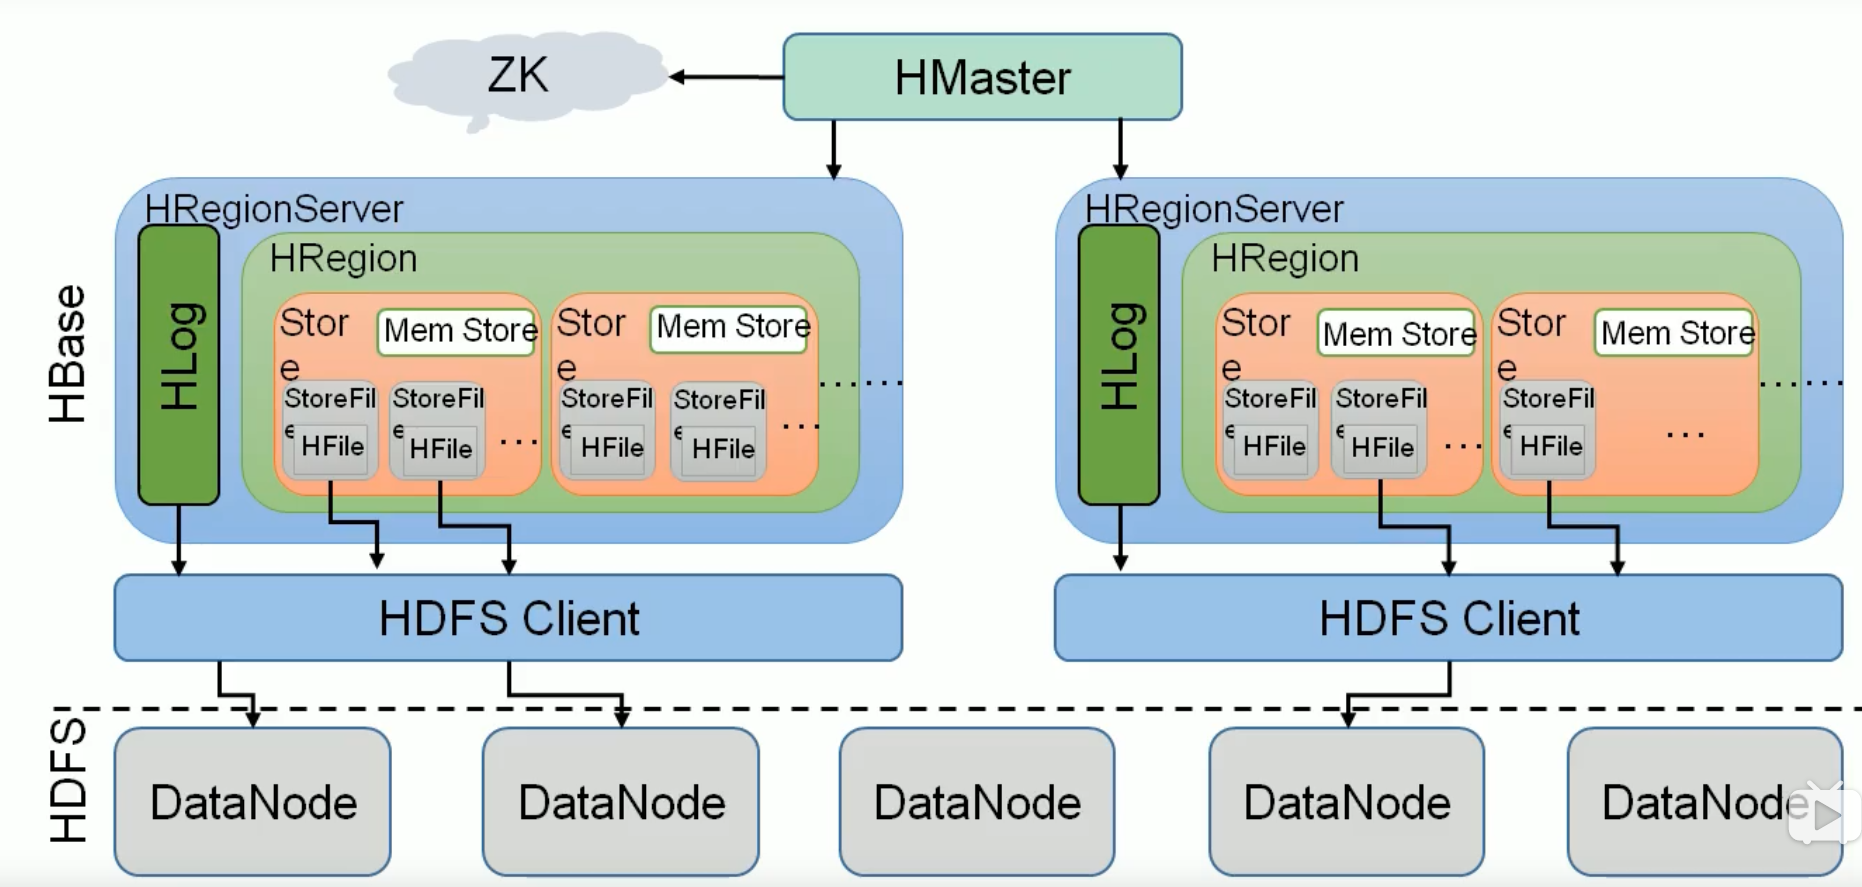 ZK
HMaster
HBase
HRegionServer
HLog
HRegion
Stor
e
Mem Store
StoreFil
e
HFile
StoreFil
e
HFile
...
Stor
e
Mem Store
StoreFil
e
HFile
StoreFil
e
HFile
...
......
HRegionServer
HLog
HRegion
Stor
e
Mem Store
StoreFil
e
HFile
StoreFil
e
HFile
...
Stor
e
Mem Store
StoreFil
e
HFile
...
......
HDFS Client
HDFS Client
HDFS
DataNode
DataNode
DataNode
DataNode
DataNode